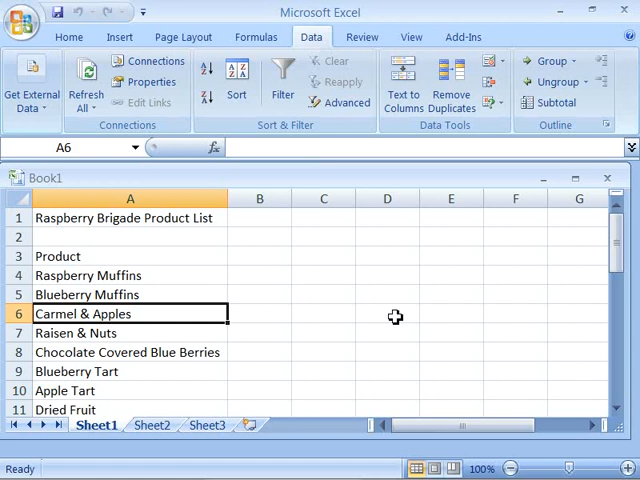 Microsoft Excel
Home Insert Page Layout Formulas Data Review View Add-Ins
Get External Data
Refresh All
Connections
Properties
Edit Links
Connections
Sort
Filter
Clear
Reapply
Advanced
Sort & Filter
Text to Columns
Remove Duplicates
Data Tools
Group
Ungroup
Subtotal
Outline
A6 fx
Book1
A B C D E F G
1 Raspberry Brigade Product List
2
3 Product
4 Raspberry Muffins
5 Blueberry Muffins
6 Carmel & Apples
7 Raisen & Nuts
8 Chocolate Covered Blue Berries
9 Blueberry Tart
10 Apple Tart
11 Dried Fruit
Sheet1 Sheet2 Sheet3
Ready 100%